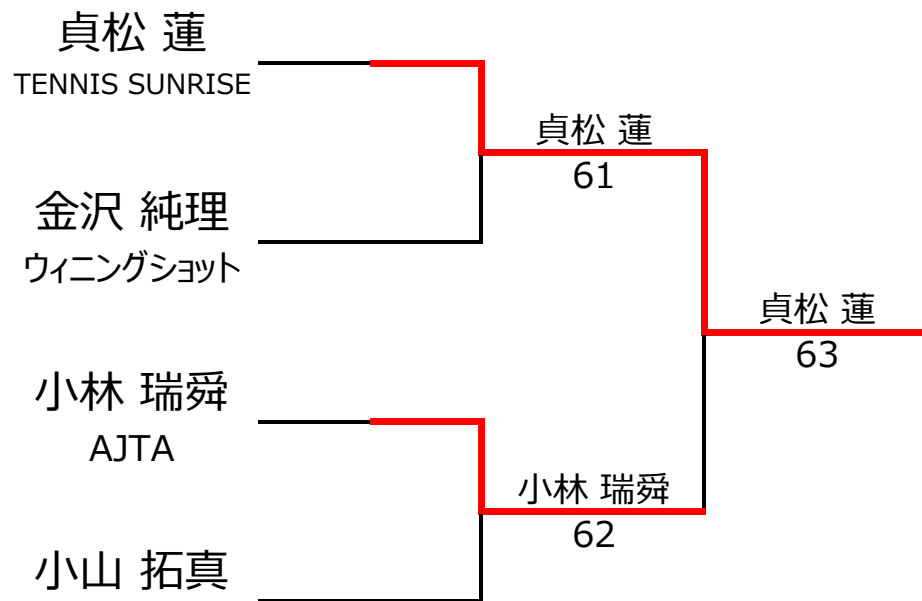 貞松 蓮
TENNIS SUNRISE
貞松 蓮
61
金沢 純理
ウィニングショット
貞松 蓮
63
小林 瑞舜
AJTA
小林 瑞舜
62
小山 拓真